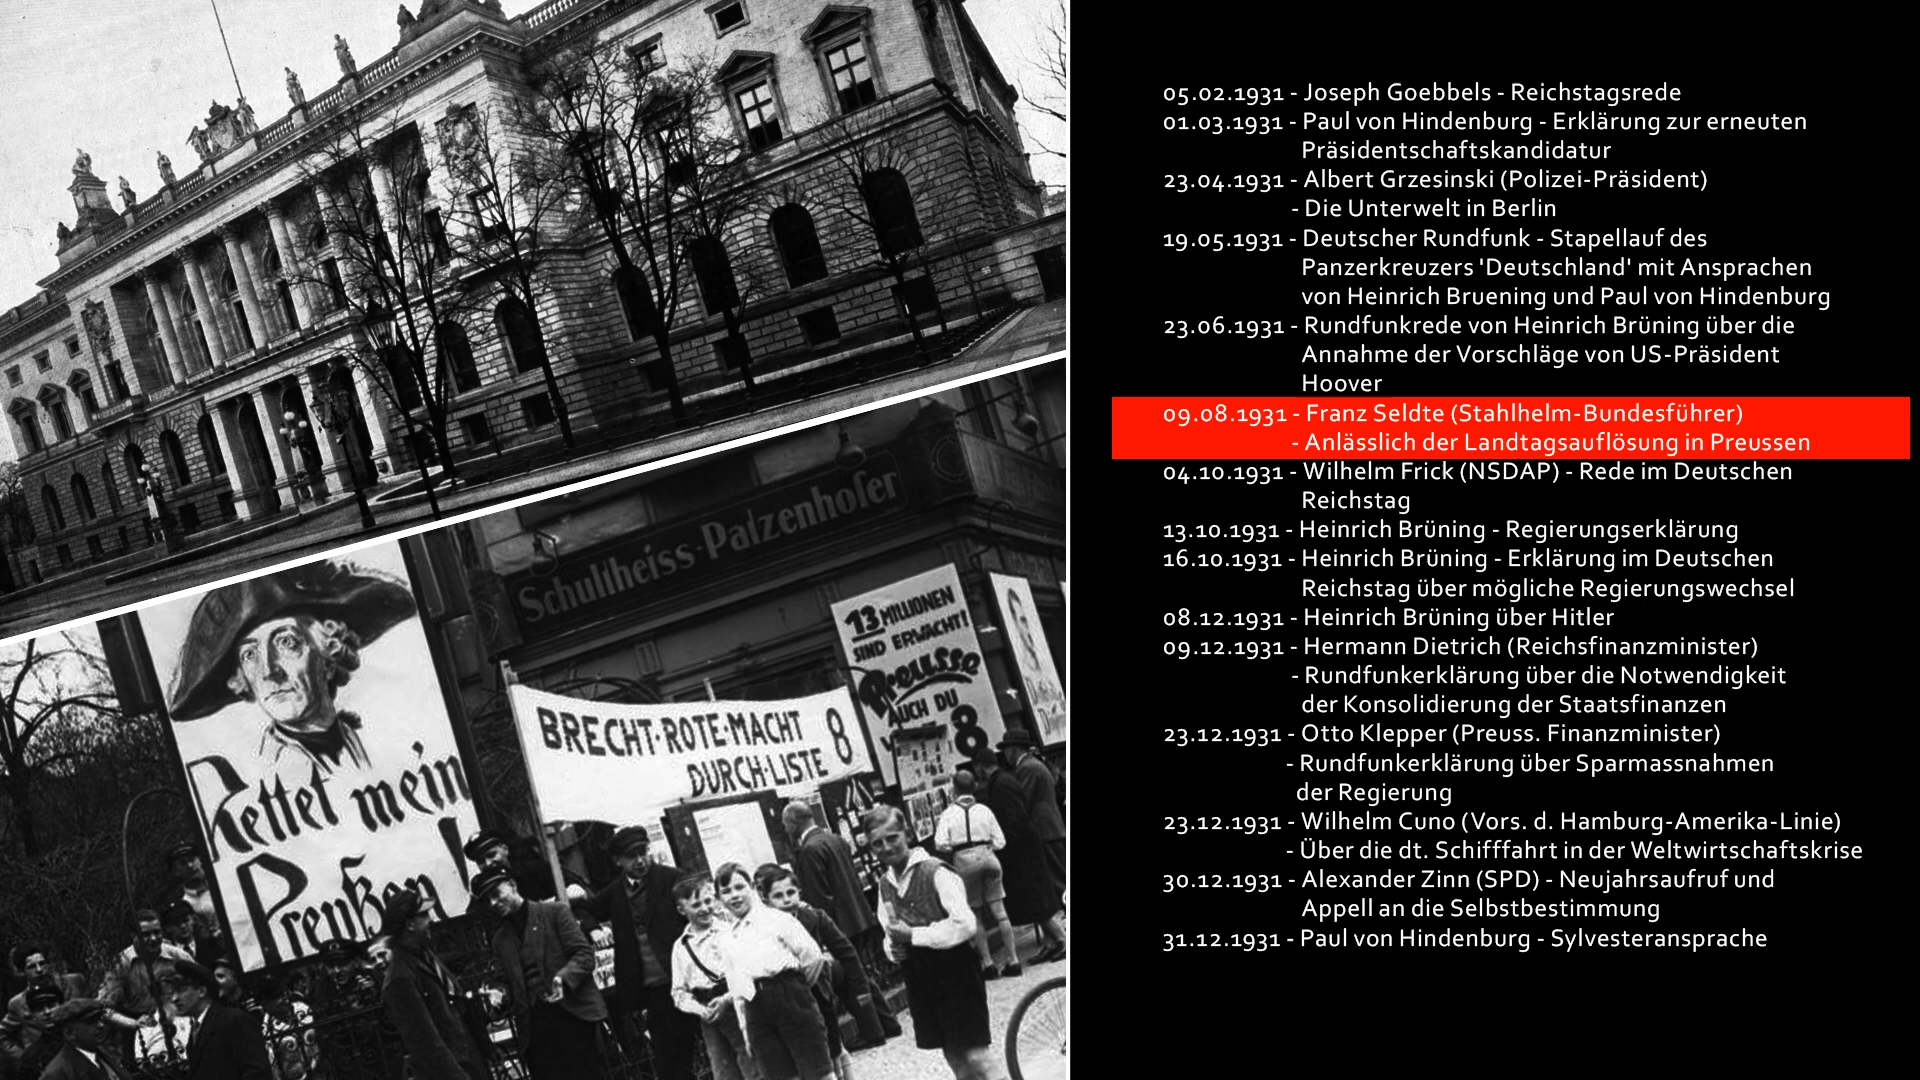 Schultheiss-Patzenhofer
13 MILLIONEN
SIND ERWACHT!
Preusse
AUCH DU
8
BRECHT·ROTE·MACHT
DURCH·LISTE 8
Rettet mein
Preußen!
05.02.1931 - Joseph Goebbels - Reichstagsrede
01.03.1931 - Paul von Hindenburg - Erklärung zur erneuten
Präsidentschaftskandidatur
23.04.1931 - Albert Grzesinski (Polizei-Präsident)
- Die Unterwelt in Berlin
19.05.1931 - Deutscher Rundfunk - Stapellauf des
Panzerkreuzers 'Deutschland' mit Ansprachen
von Heinrich Bruening und Paul von Hindenburg
23.06.1931 - Rundfunkrede von Heinrich Brüning über die
Annahme der Vorschläge von US-Präsident
Hoover
09.08.1931 - Franz Seldte (Stahlhelm-Bundesführer)
- Anlässlich der Landtagsauflösung in Preussen
04.10.1931 - Wilhelm Frick (NSDAP) - Rede im Deutschen
Reichstag
13.10.1931 - Heinrich Brüning - Regierungserklärung
16.10.1931 - Heinrich Brüning - Erklärung im Deutschen
Reichstag über mögliche Regierungswechsel
08.12.1931 - Heinrich Brüning über Hitler
09.12.1931 - Hermann Dietrich (Reichsfinanzminister)
- Rundfunkerklärung über die Notwendigkeit
der Konsolidierung der Staatsfinanzen
23.12.1931 - Otto Klepper (Preuss. Finanzminister)
- Rundfunkerklärung über Sparmassnahmen
der Regierung
23.12.1931 - Wilhelm Cuno (Vors. d. Hamburg-Amerika-Linie)
- Über die dt. Schifffahrt in der Weltwirtschaftskrise
30.12.1931 - Alexander Zinn (SPD) - Neujahrsaufruf und
Appell an die Selbstbestimmung
31.12.1931 - Paul von Hindenburg - Sylvesteransprache